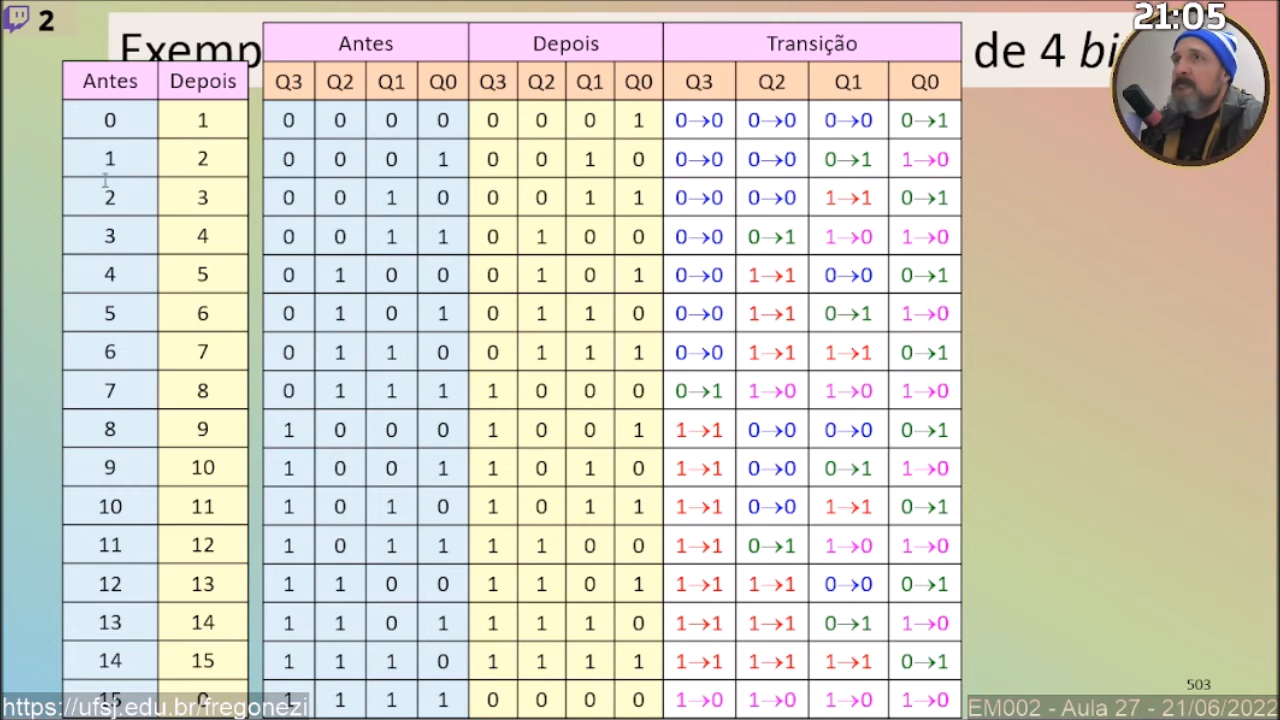 2
21:05
Exemp
de 4 bi
Antes Depois Transição
Antes Depois Q3 Q2 Q1 Q0 Q3 Q2 Q1 Q0 Q3 Q2 Q1 Q0
0 1 0 0 0 0 0 0 0 1 0→0 0→0 0→0 0→1
1 2 0 0 0 1 0 0 1 0 0→0 0→0 0→1 1→0
2 3 0 0 1 0 0 0 1 1 0→0 0→0 1→1 0→1
3 4 0 0 1 1 0 1 0 0 0→0 0→1 1→0 1→0
4 5 0 1 0 0 0 1 0 1 0→0 1→1 0→0 0→1
5 6 0 1 0 1 0 1 1 0 0→0 1→1 0→1 1→0
6 7 0 1 1 0 0 1 1 1 0→0 1→1 1→1 0→1
7 8 0 1 1 1 1 0 0 0 0→1 1→0 1→0 1→0
8 9 1 0 0 0 1 0 0 1 1→1 0→0 0→0 0→1
9 10 1 0 0 1 1 0 1 0 1→1 0→0 0→1 1→0
10 11 1 0 1 0 1 0 1 1 1→1 0→0 1→1 0→1
11 12 1 0 1 1 1 1 0 0 1→1 0→1 1→0 1→0
12 13 1 1 0 0 1 1 0 1 1→1 1→1 0→0 0→1
13 14 1 1 0 1 1 1 1 0 1→1 1→1 0→1 1→0
14 15 1 1 1 0 1 1 1 1 1→1 1→1 1→1 0→1
15 0 1 1 1 1 0 0 0 0 1→0 1→0 1→0 1→0
503
https://ufsj.edu.br/fregonezi
EM002 - Aula 27 - 21/06/2022